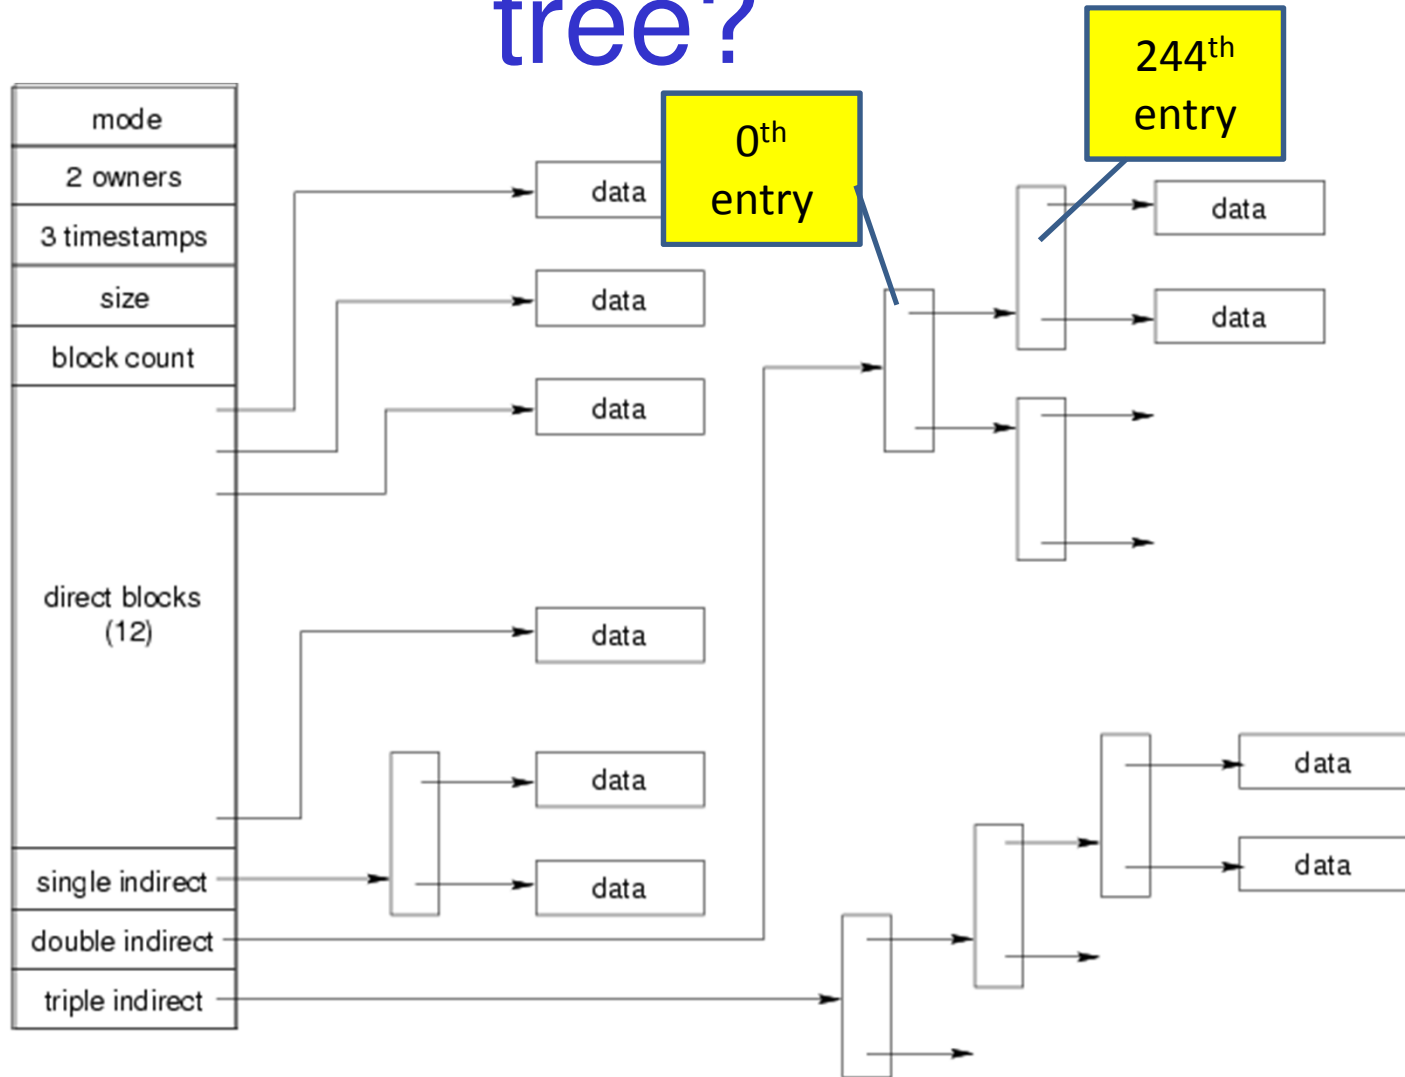 tree?
244th
entry
0th
entry
mode
2 owners
3 timestamps
size
block count
direct blocks
(12)
single indirect
double indirect
triple indirect
data
data
data
data
data
data
data
data
data
data